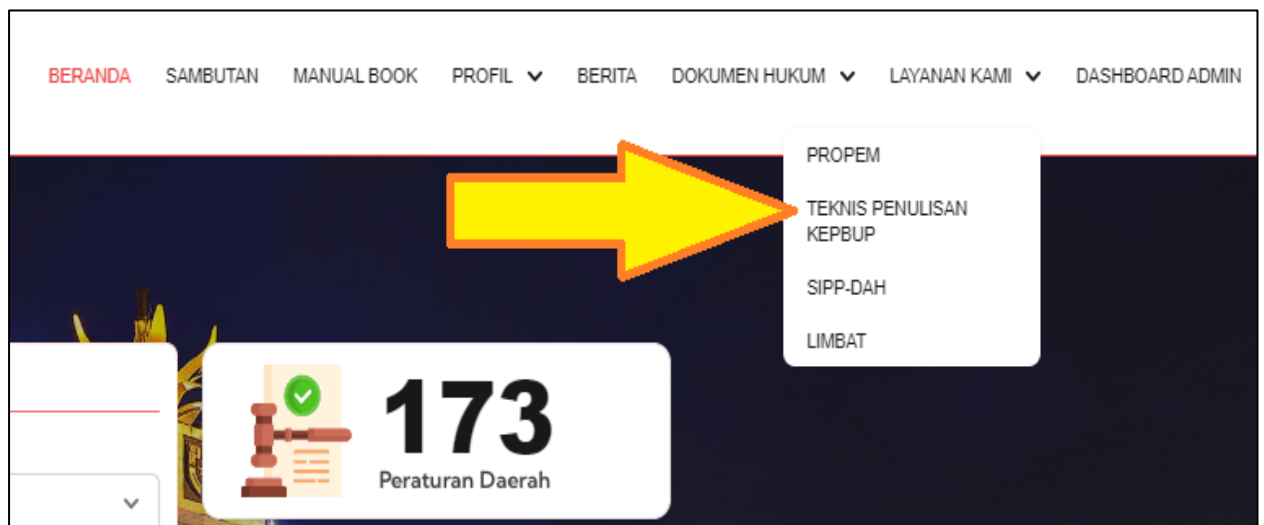 BERANDA SAMBUTAN MANUAL BOOK PROFIL BERITA DOKUMEN HUKUM LAYANAN KAMI DASHBOARD ADMIN
PROPEM
TEKNIS PENULISAN
KEPBUP
SIPP-DAH
LIMBAT
173
Peraturan Daerah